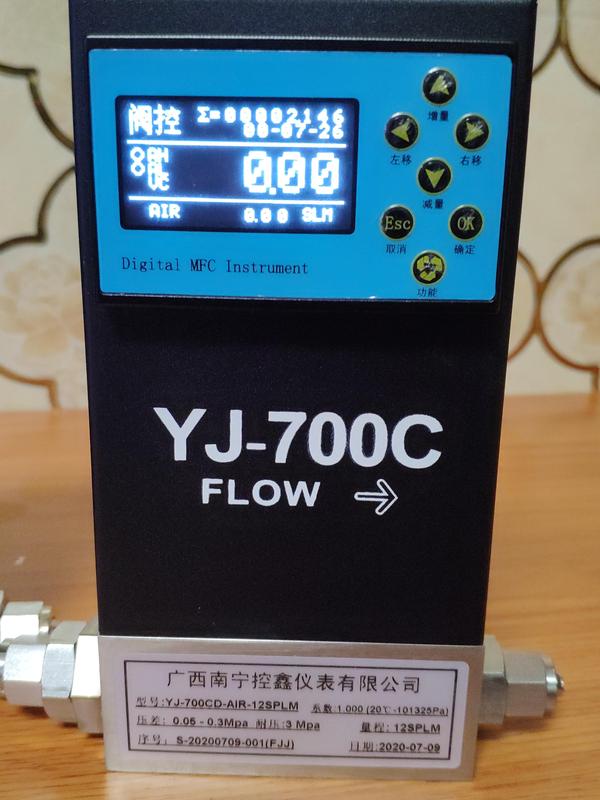 阀控 Σ=00002146
00-07-26
AH
AL
VC
0.00
AIR 0.00 SLM
增量
左移 右移
减量
Esc OK
取消 确定
功能
Digital MFC Instrument
YJ-700C
FLOW
广西南宁控鑫仪表有限公司
型号:YJ-700CD-AIR-12SPLM 系数:1.000 (20℃-101325Pa)
压差: 0.05-0.3Mpa 耐压:3 Mpa 量程: 12SPLM
序号: S-20200709-001(FJJ) 日期:2020-07-09